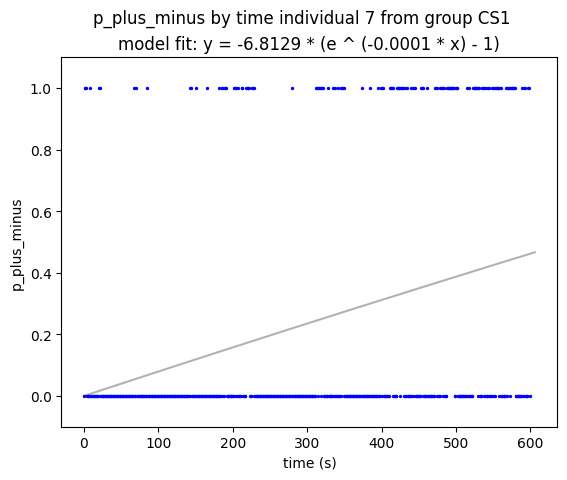 p_plus_minus by time individual 7 from group CS1
model fit: y = -6.8129 * (e ^ (-0.0001 * x) - 1)
1.0
0.8
0.6
0.4
0.2
0.0
p_plus_minus
0 100 200 300 400 500 600
time (s)